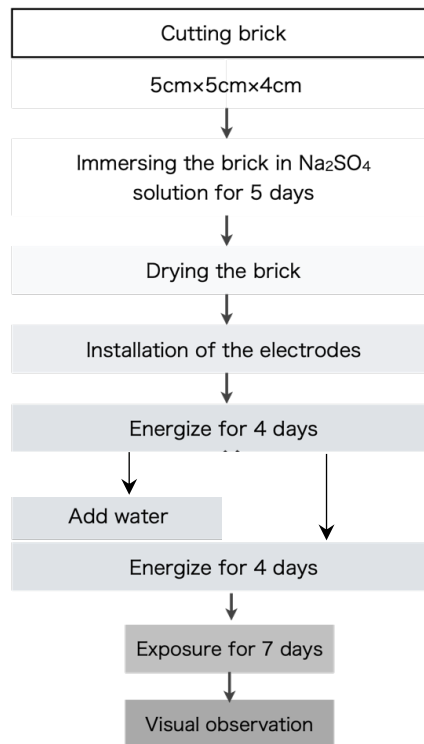 Cutting brick
5cm×5cm×4cm
Immersing the brick in Na₂SO₄
solution for 5 days
Drying the brick
Installation of the electrodes
Energize for 4 days
Add water
Energize for 4 days
Exposure for 7 days
Visual observation